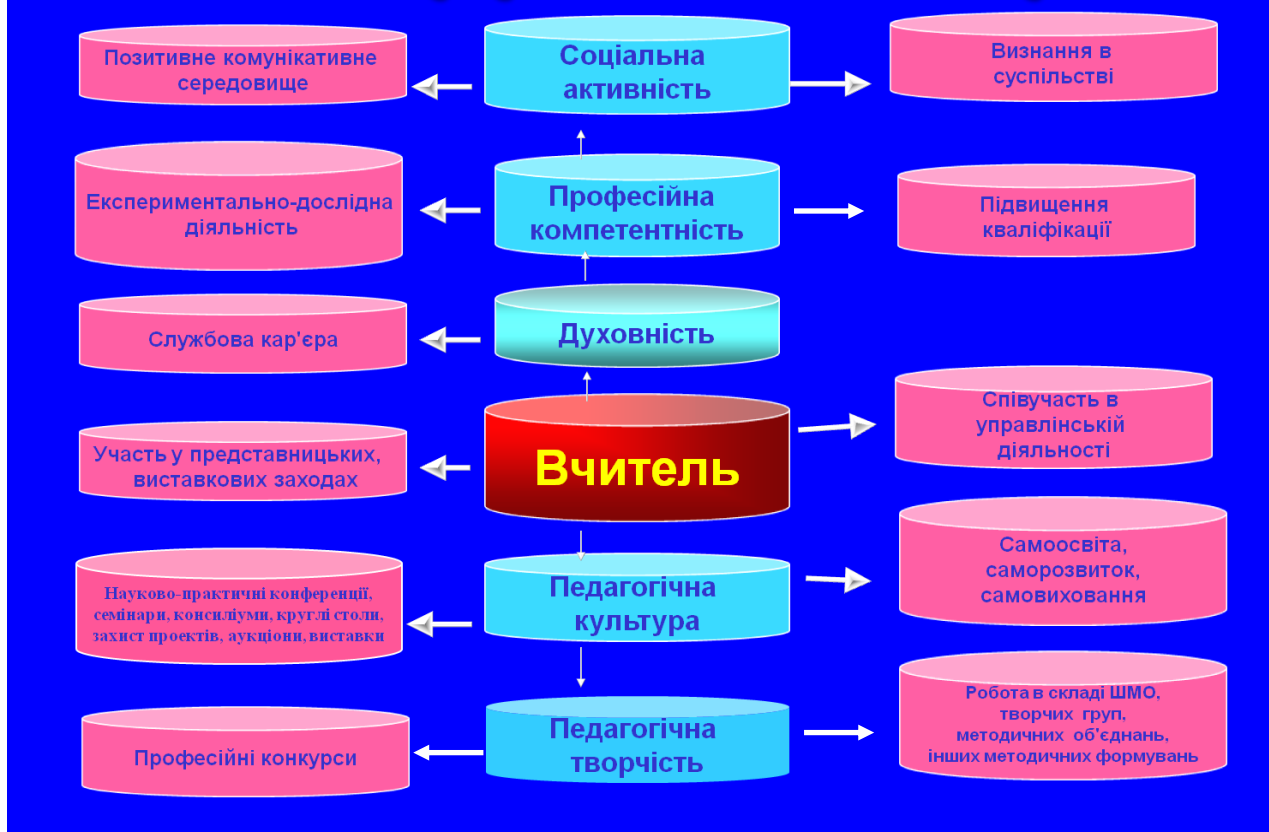 Позитивне комунікативне
середовище
Соціальна
активність
Визнання в
суспільстві
Експериментально-дослідна
діяльність
Професійна
компетентність
Підвищення
кваліфікації
Службова кар'єра
Духовність
Участь у представницьких,
виставкових заходах
Вчитель
Співучасть в
управлінській
діяльності
Науково-практичні конференції,
семінари, консиліуми, круглі столи,
захист проектів, аукціони, виставки
Педагогічна
культура
Самоосвіта,
саморозвиток,
самовиховання
Професійні конкурси
Педагогічна
творчість
Робота в складі ШМО,
творчих груп,
методичних об'єднань,
інших методичних формувань